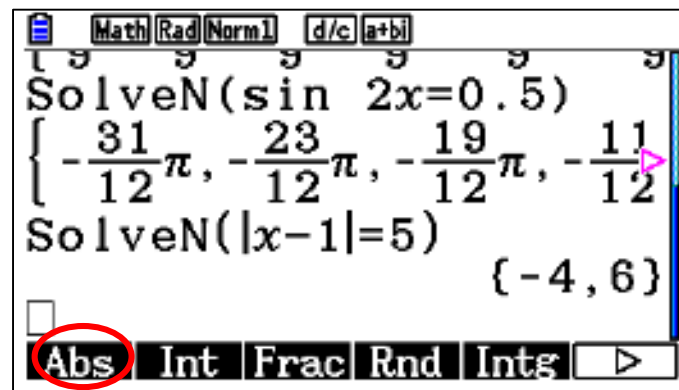 Math Rad Norm1 d/c a+bi
SolveN(sin 2x=0.5)
{-31/12π, -23/12π, -19/12π, -11/12
SolveN(|x-1|=5)
{-4,6}
Abs Int Frac Rnd Intg ▷